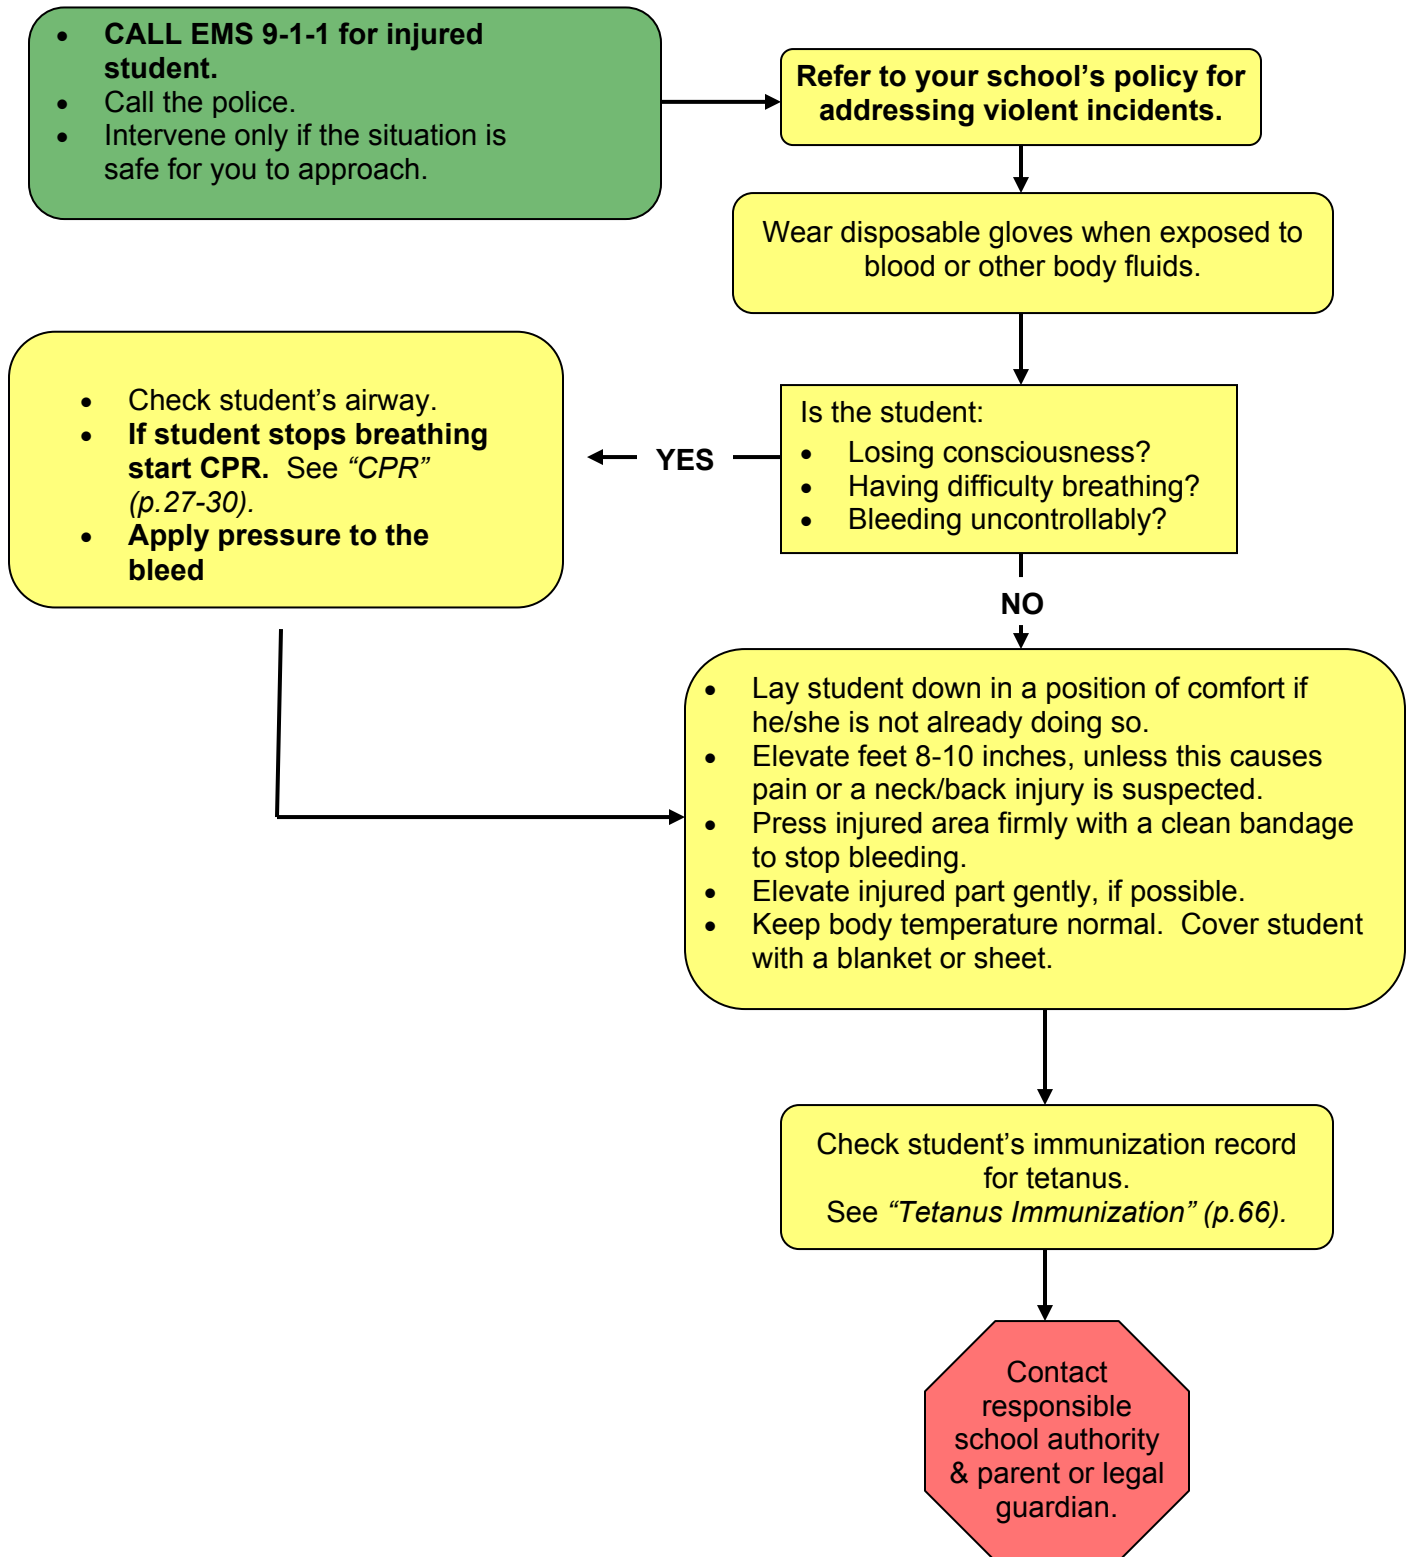 • CALL EMS 9-1-1 for injured
student.
• Call the police.
• Intervene only if the situation is
safe for you to approach.
Refer to your school’s policy for
addressing violent incidents.
Wear disposable gloves when exposed to
blood or other body fluids.
Is the student:
• Losing consciousness?
• Having difficulty breathing?
• Bleeding uncontrollably?
YES
• Check student’s airway.
• If student stops breathing
start CPR.  See “CPR”
(p.27-30).
• Apply pressure to the
bleed
NO
• Lay student down in a position of comfort if
he/she is not already doing so.
• Elevate feet 8-10 inches, unless this causes
pain or a neck/back injury is suspected.
• Press injured area firmly with a clean bandage
to stop bleeding.
• Elevate injured part gently, if possible.
• Keep body temperature normal.  Cover student
with a blanket or sheet.
Check student’s immunization record
for tetanus.
See “Tetanus Immunization” (p.66).
Contact
responsible
school authority
& parent or legal
guardian.